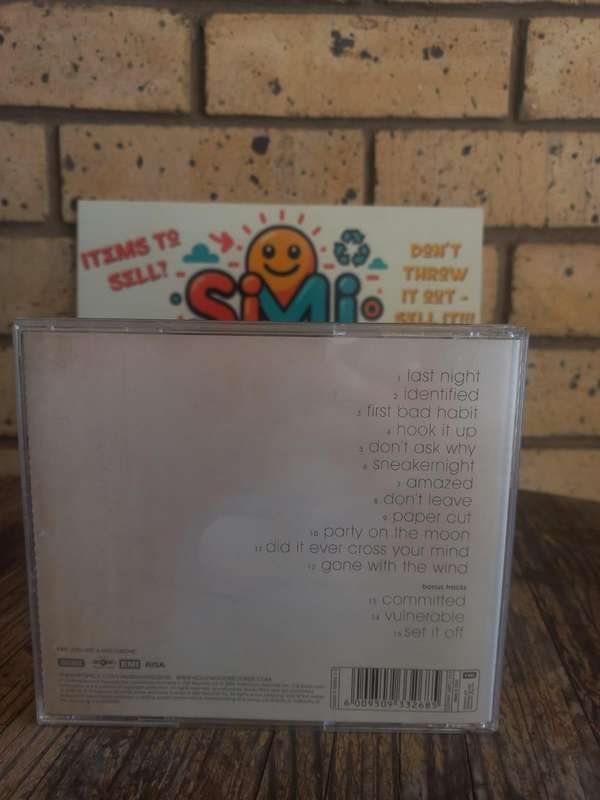 ITEMS TO
SELL?
SiMi
DON'T
THROW
IT OUT -
SELL IT!!!
1 last night
2 identified
3 first bad habit
4 hook it up
5 don't ask why
6 sneakernight
7 amazed
8 don't leave
9 paper cut
10 party on the moon
11 did it ever cross your mind
12 gone with the wind
bonus tracks
13 committed
14 vulnerable
15 set it off
EMI RISA
6 009509 332685